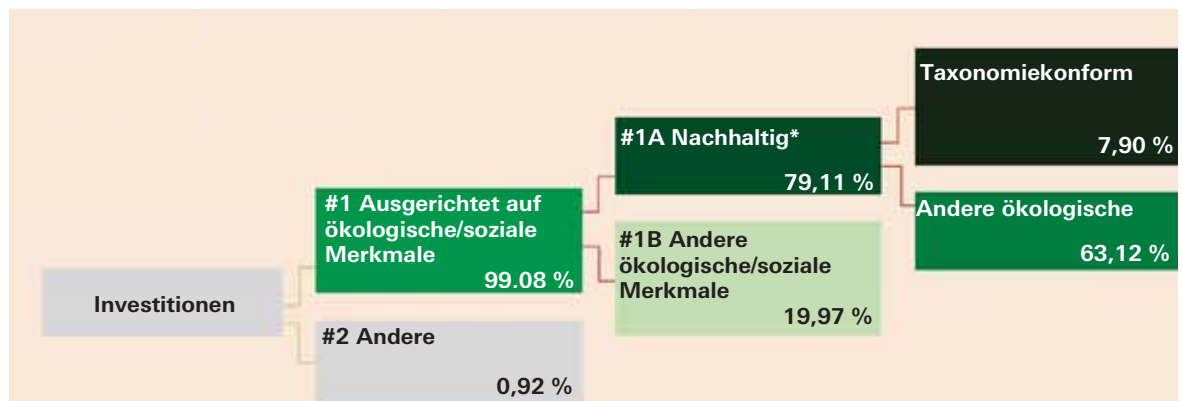 Investitionen
#1 Ausgerichtet auf
ökologische/soziale
Merkmale
99.08 %
#2 Andere
0,92 %
#1A Nachhaltig*
79,11 %
#1B Andere
ökologische/soziale
Merkmale
19,97 %
Taxonomiekonform
7,90 %
Andere ökologische
63,12 %